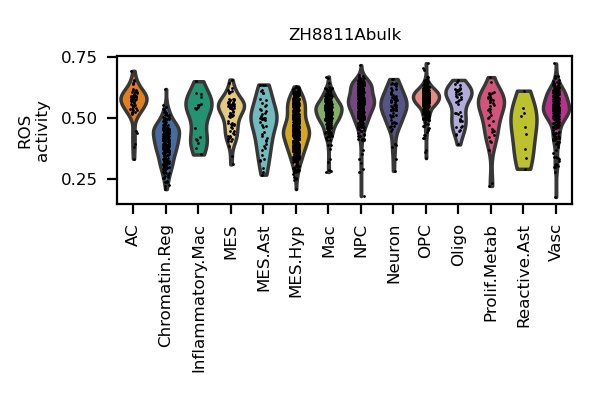 ZH8811Abulk
ROS
activity
0.75
0.50
0.25
AC
Chromatin.Reg
Inflammatory.Mac
MES
MES.Ast
MES.Hyp
Mac
NPC
Neuron
OPC
Oligo
Prolif.Metab
Reactive.Ast
Vasc